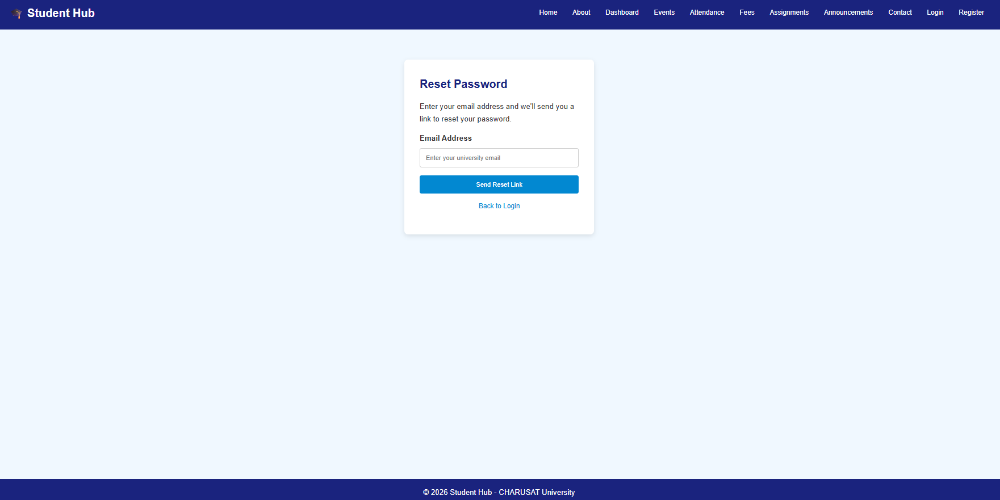 Student Hub
Home About Dashboard Events Attendance Fees Assignments Announcements Contact Login Register
Reset Password
Enter your email address and we'll send you a
link to reset your password.
Email Address
Enter your university email
Send Reset Link
Back to Login
© 2026 Student Hub - CHARUSAT University